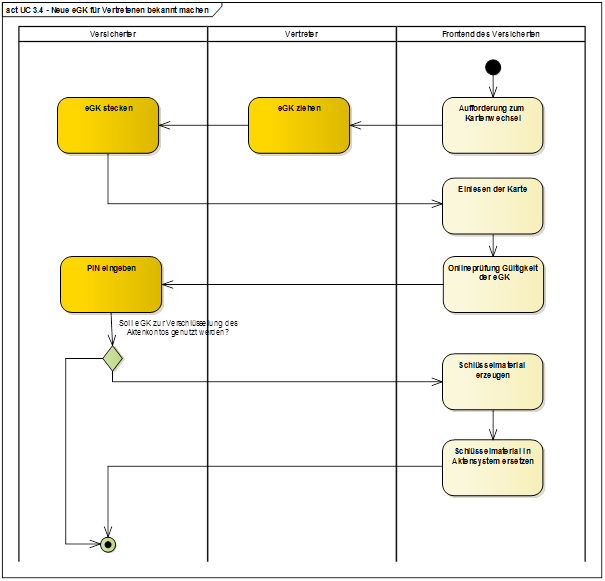 act UC 3.4 - Neue eGK für Vertretenen bekannt machen
Versicherter
Vertreter
Frontend des Versicherten
eGK stecken
eGK ziehen
Aufforderung zum
Kartenwechsel
Einlesen der Karte
PIN eingeben
Onlineprüfung Gültigkeit
der eGK
Soll eGK zur Verschlüsselung des
Aktenkontos genutzt werden?
Schlüsselmaterial
erzeugen
Schlüsselmaterial in
Aktensystem ersetzen